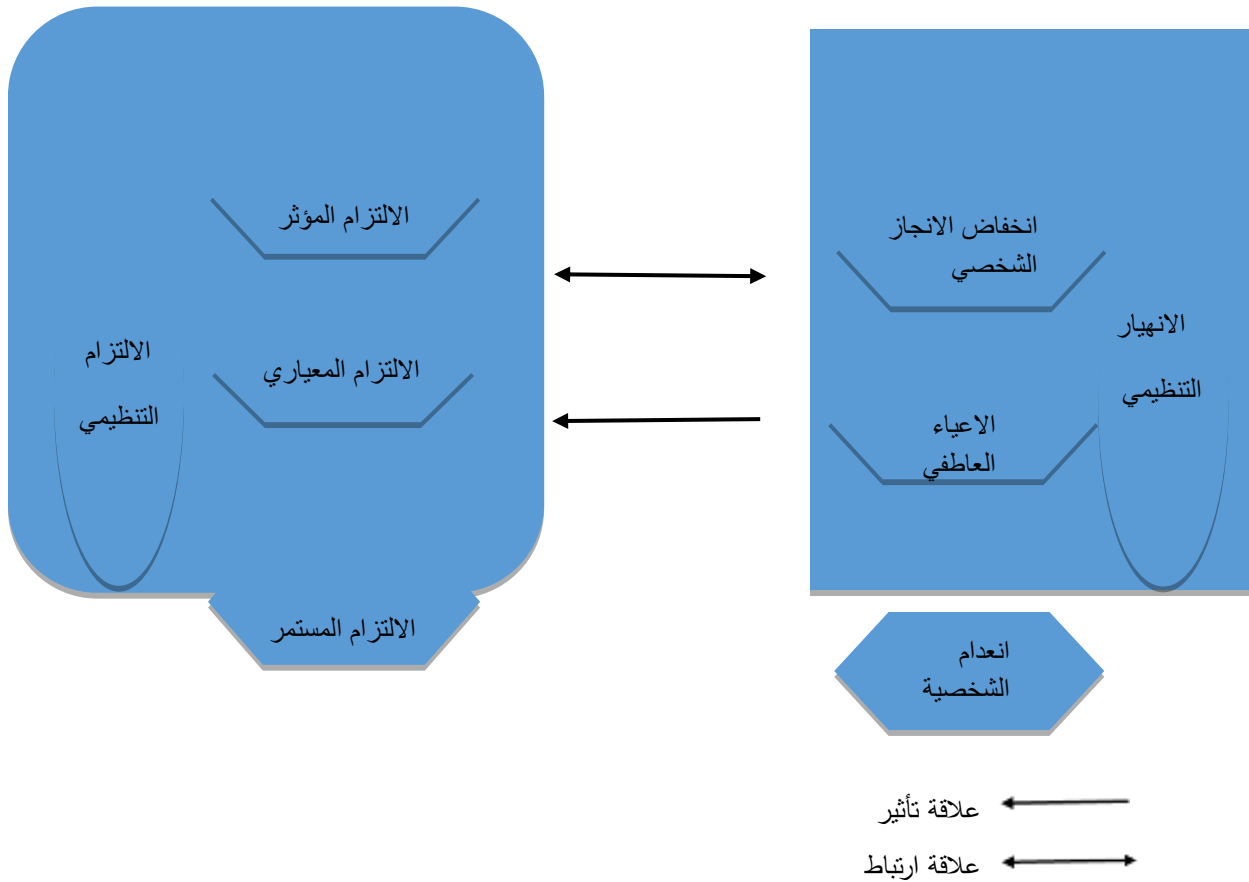 انخفاض الانجاز
الشخصي
الانهيار
التنظيمي
الاعياء
العاطفي
انعدام
الشخصية
الالتزام المؤثر
الالتزام المعياري
الالتزام
التنظيمي
الالتزام المستمر
علاقة تأثير
علاقة ارتباط